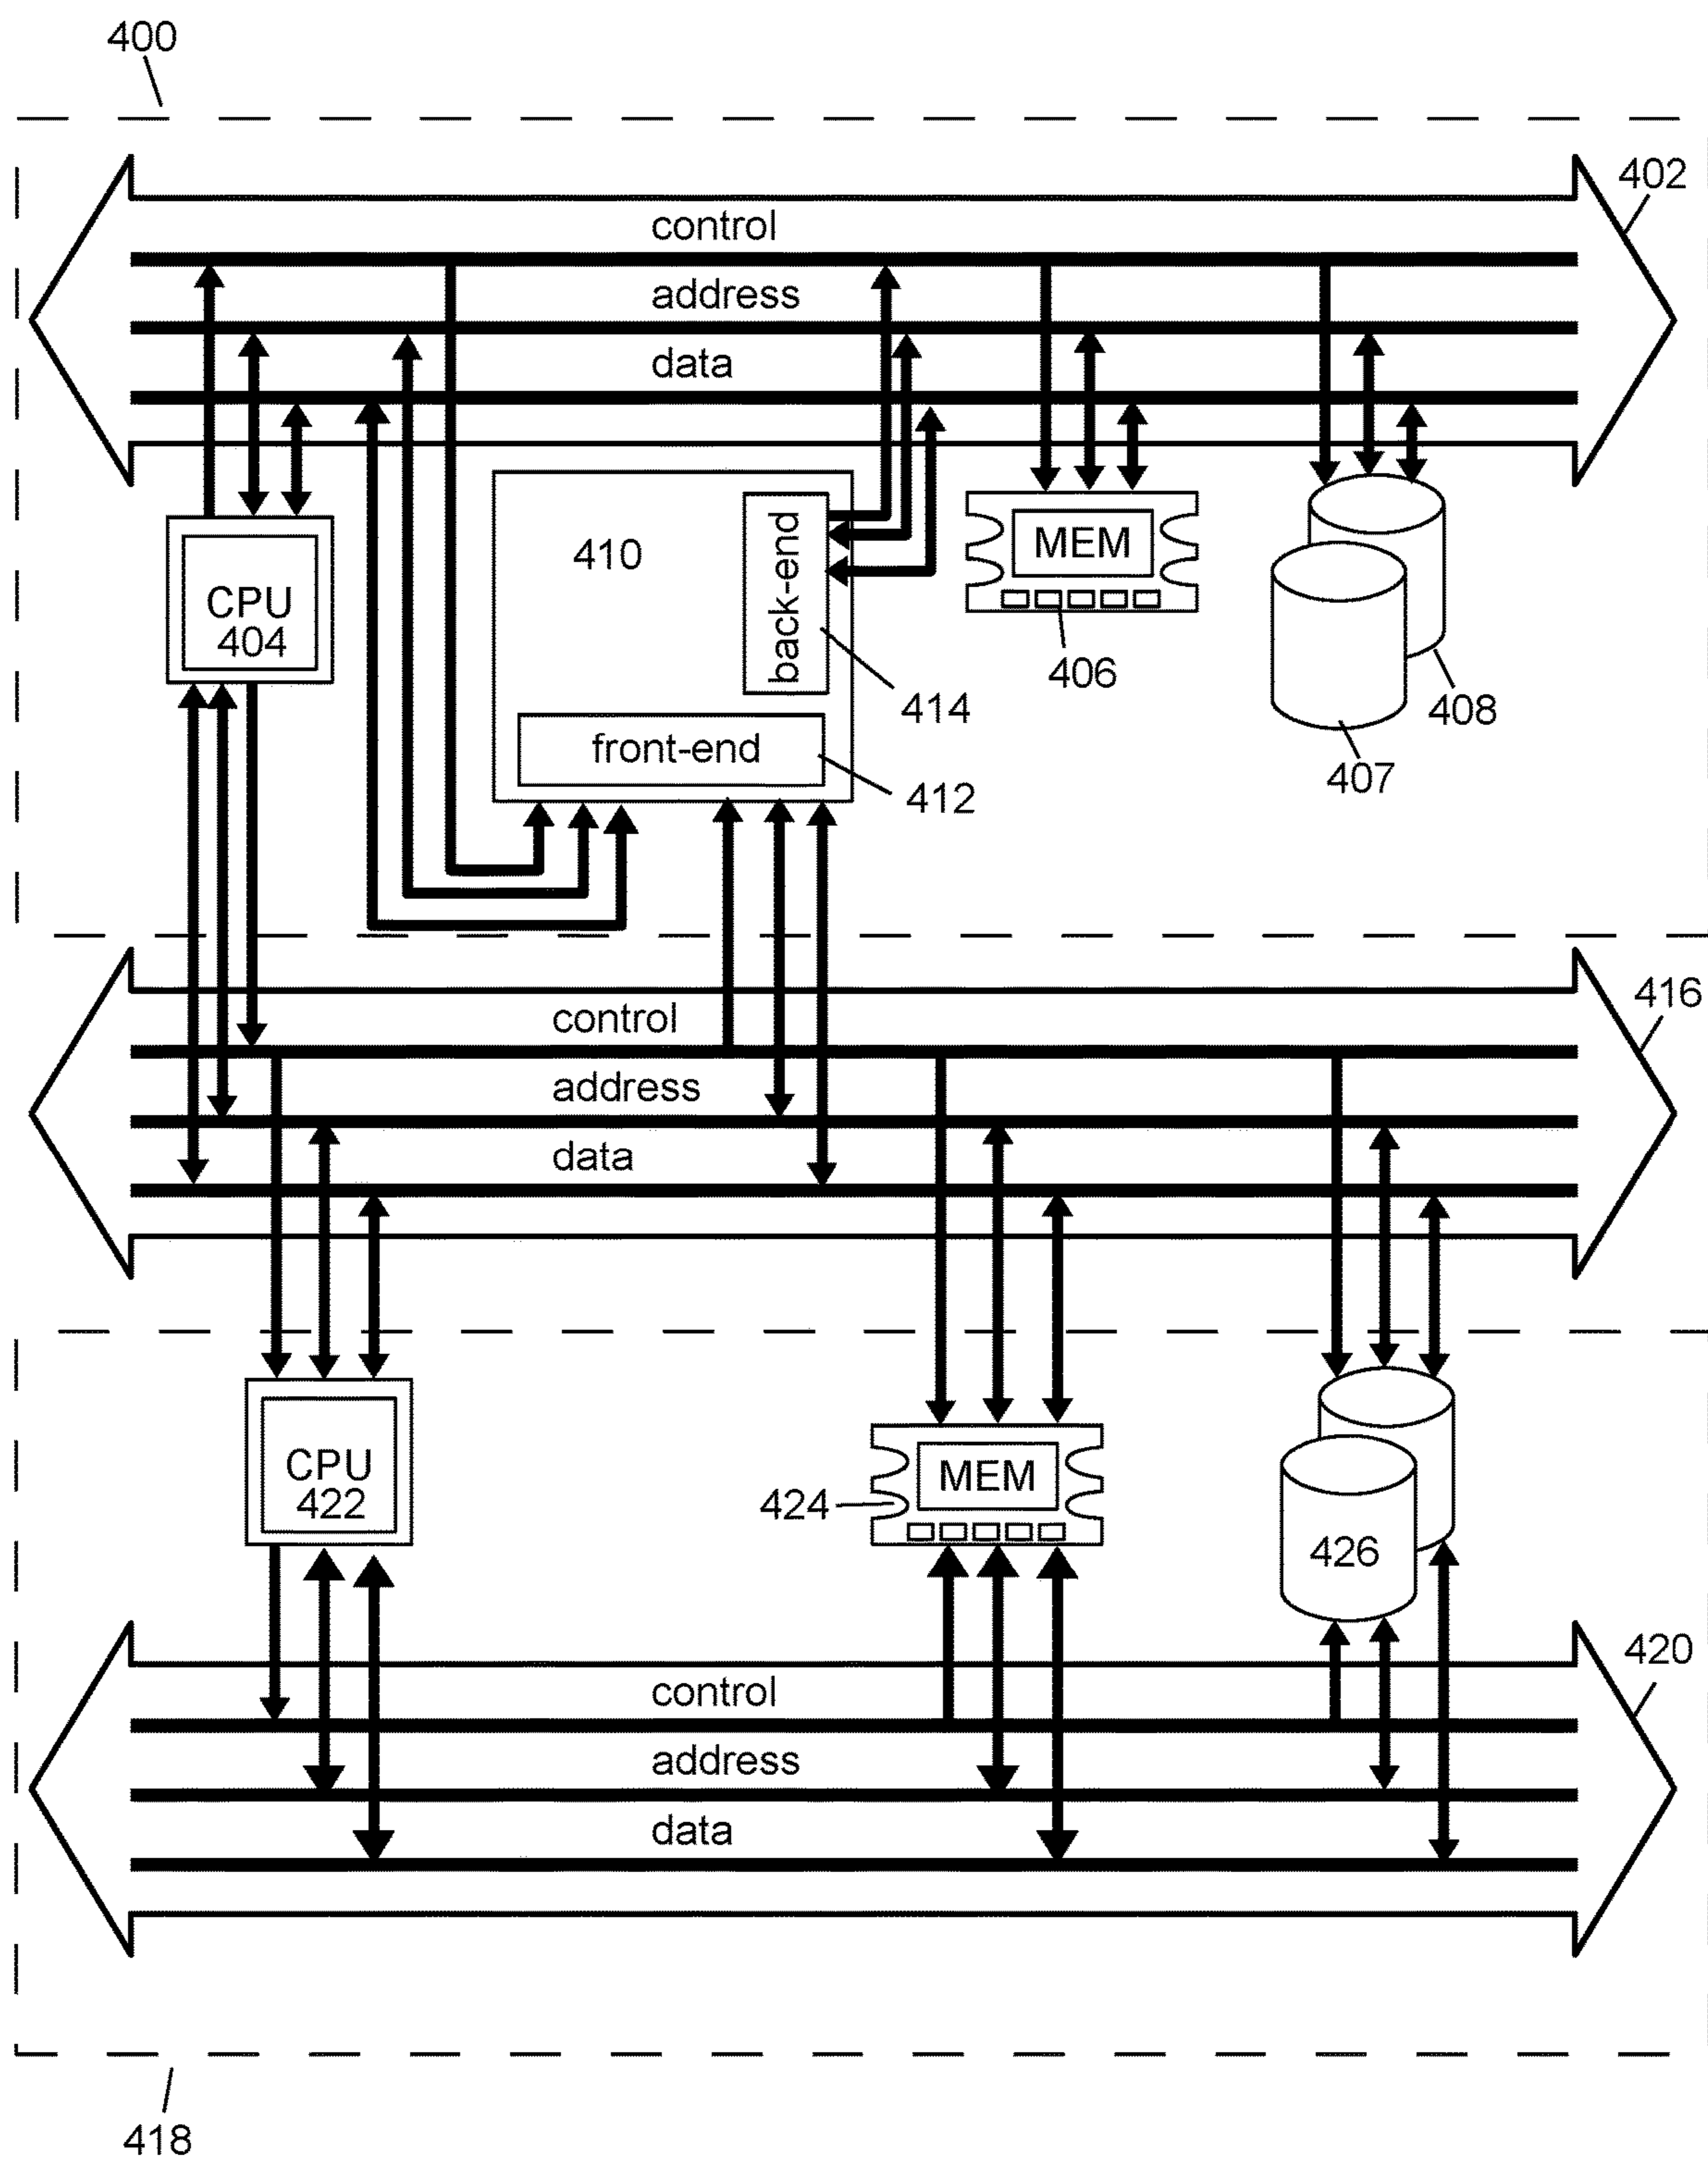 400
402
control
address
data
410
back-end
MEM
CPU
404
406
408
414
front-end
407
412
416
control
address
data
CPU
422
MEM
424
426
420
control
address
data
418